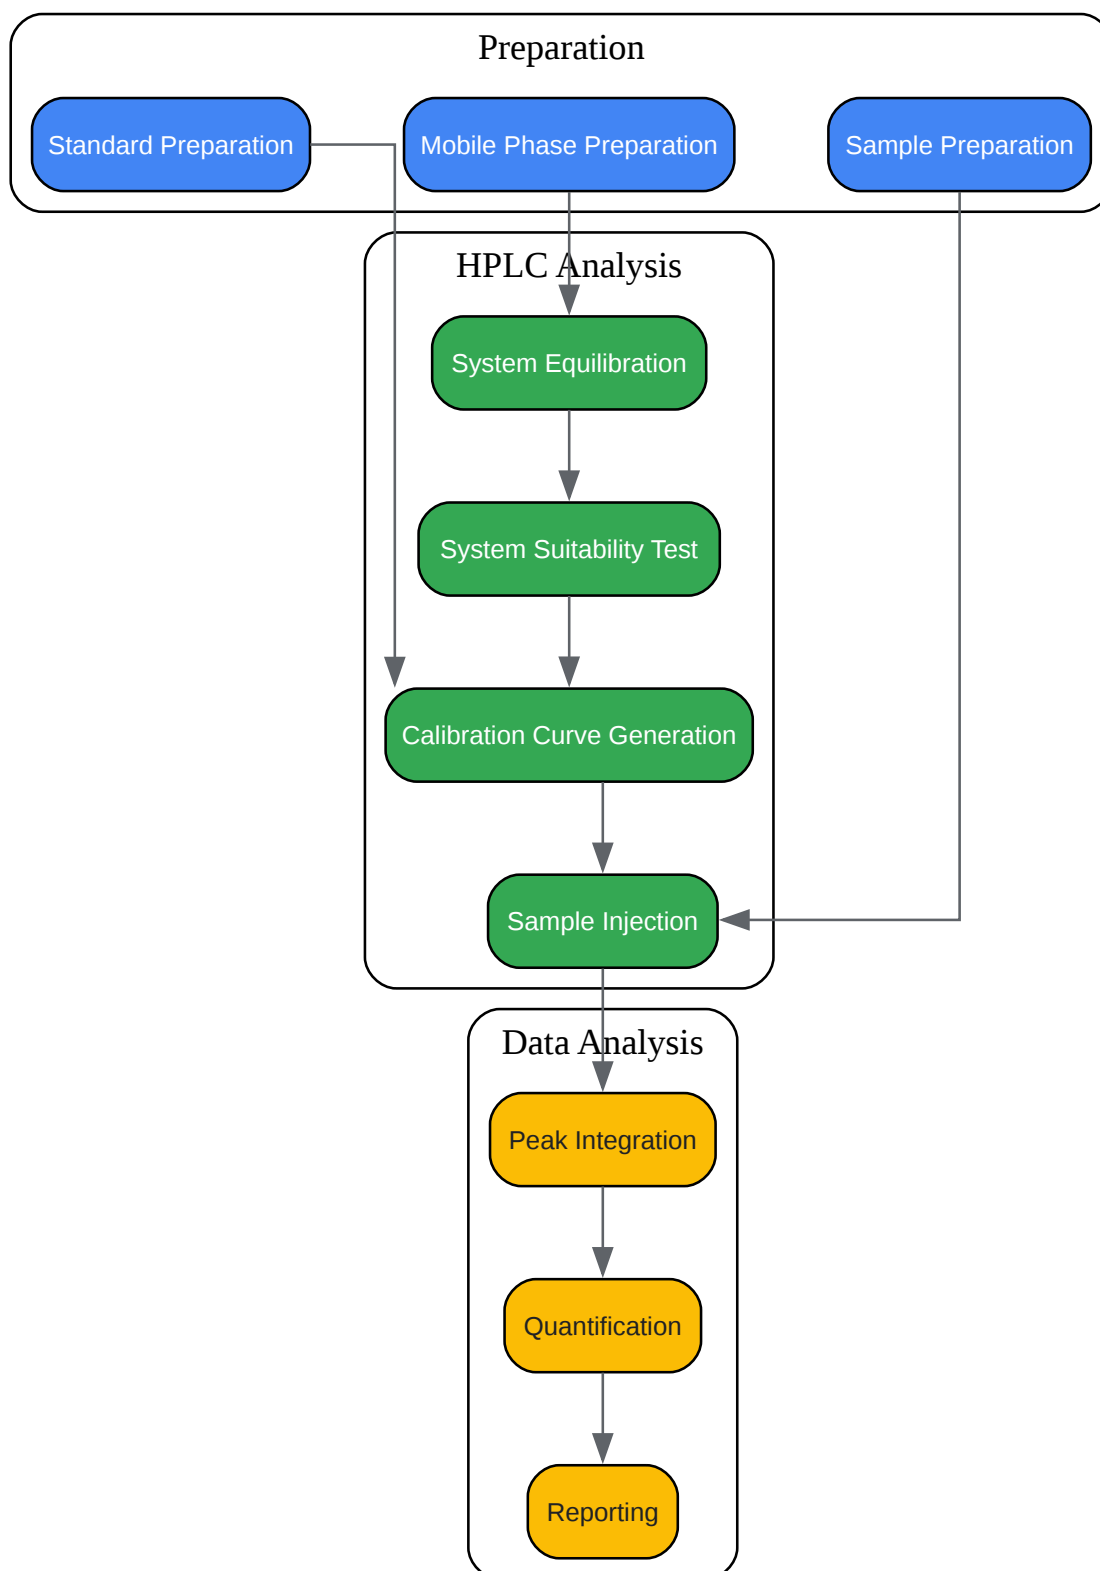 Preparation
Standard Preparation
Mobile Phase Preparation
Sample Preparation
HPLC Analysis
System Equilibration
System Suitability Test
Calibration Curve Generation
Sample Injection
Data Analysis
Peak Integration
Quantification
Reporting